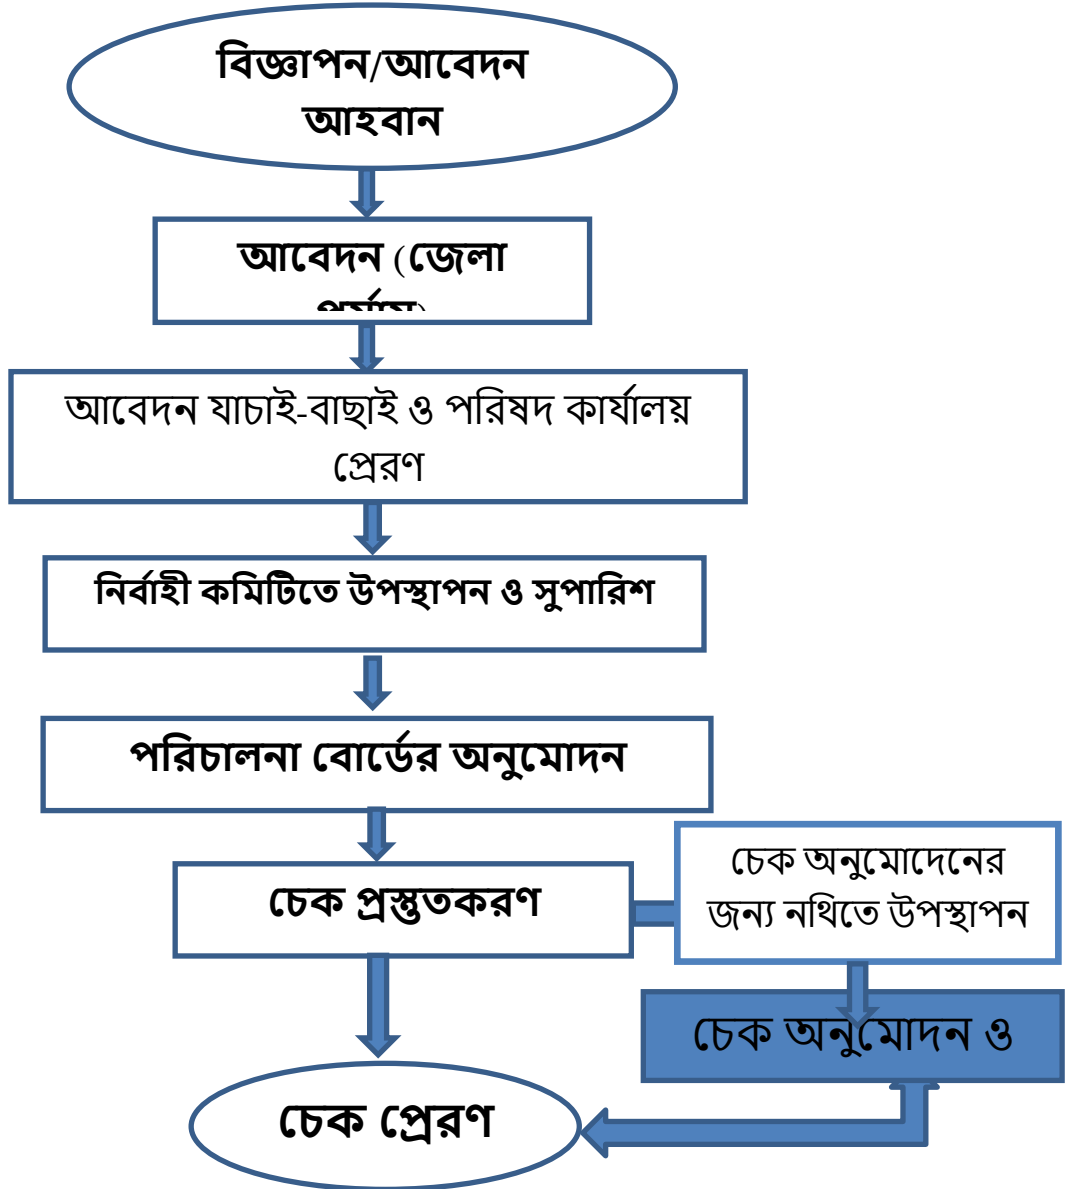 বিজ্ঞাপন/আবেদন
আহবান
আবেদন (জেলা
আবেদন যাচাই-বাছাই ও পরিষদ কার্যালয়
প্রেরণ
নির্বাহী কমিটিতে উপস্থাপন ও সুপারিশ
পরিচালনা বোর্ডের অনুমোদন
চেক প্রস্তুতকরণ
চেক অনুমোদেনের
জন্য নথিতে উপস্থাপন
চেক অনুমোদন ও
চেক প্রেরণ